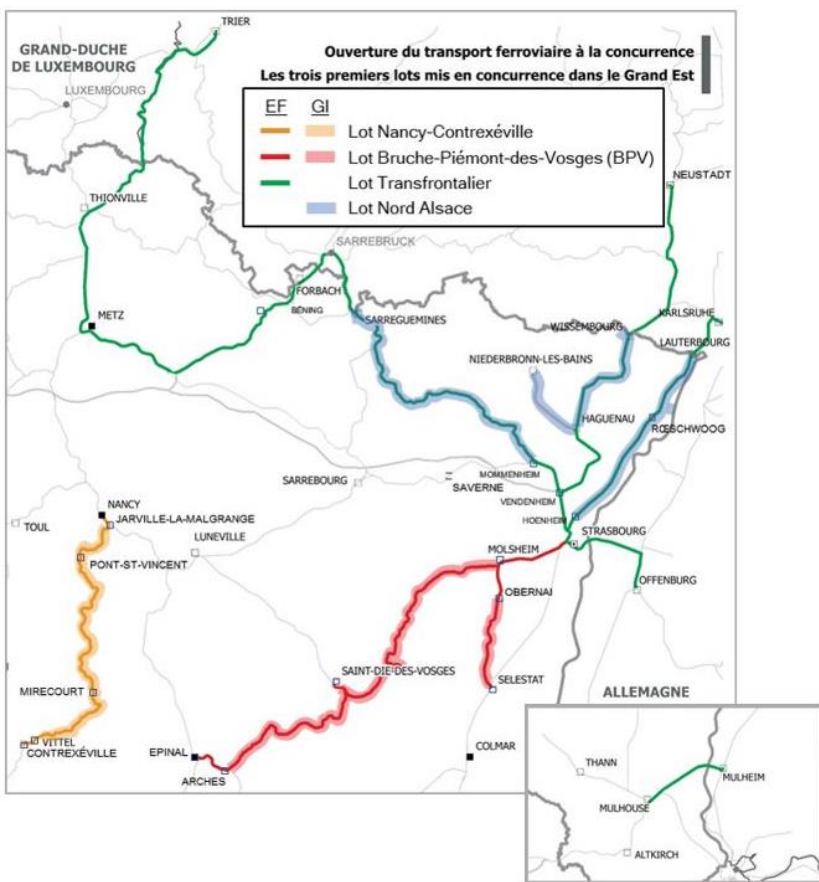 TRIER
GRAND-DUCHE
DE LUXEMBOURG
LUXEMBOURG
Ouverture du transport ferroviaire à la concurrence
Les trois premiers lots mis en concurrence dans le Grand Est
EF GI
Lot Nancy-Contrexéville
Lot Bruche-Piémont-des-Vosges (BPV)
Lot Transfrontalier
Lot Nord Alsace
NEUSTADT
THIONVILLE
SARREBRUCK
FORBACH
BÉNING
METZ
SARREGUEMINES
WISSEMBOURG
KARLSRUHE
LAUTERBOURG
NIEDERBRONN-LES-BAINS
HAGUENAU
RŒSCHWOOG
MOMMENHEIM
SARREBOURG
SAVERNE
VENDENHEIM
HOENHEIM
NANCY
JARVILLE-LA-MALGRANGE
TOUL
LUNEVILLE
STRASBOURG
MOLSHEIM
PONT-ST-VINCENT
OBERNAI
OFFENBURG
SAINT-DIE-DES-VOSGES
SELESTAT
MIRECOURT
ALLEMAGNE
VITTEL
CONTREXÉVILLE
EPINAL
COLMAR
ARCHES
THANN
MULHEIM
MULHOUSE
ALTKIRCH